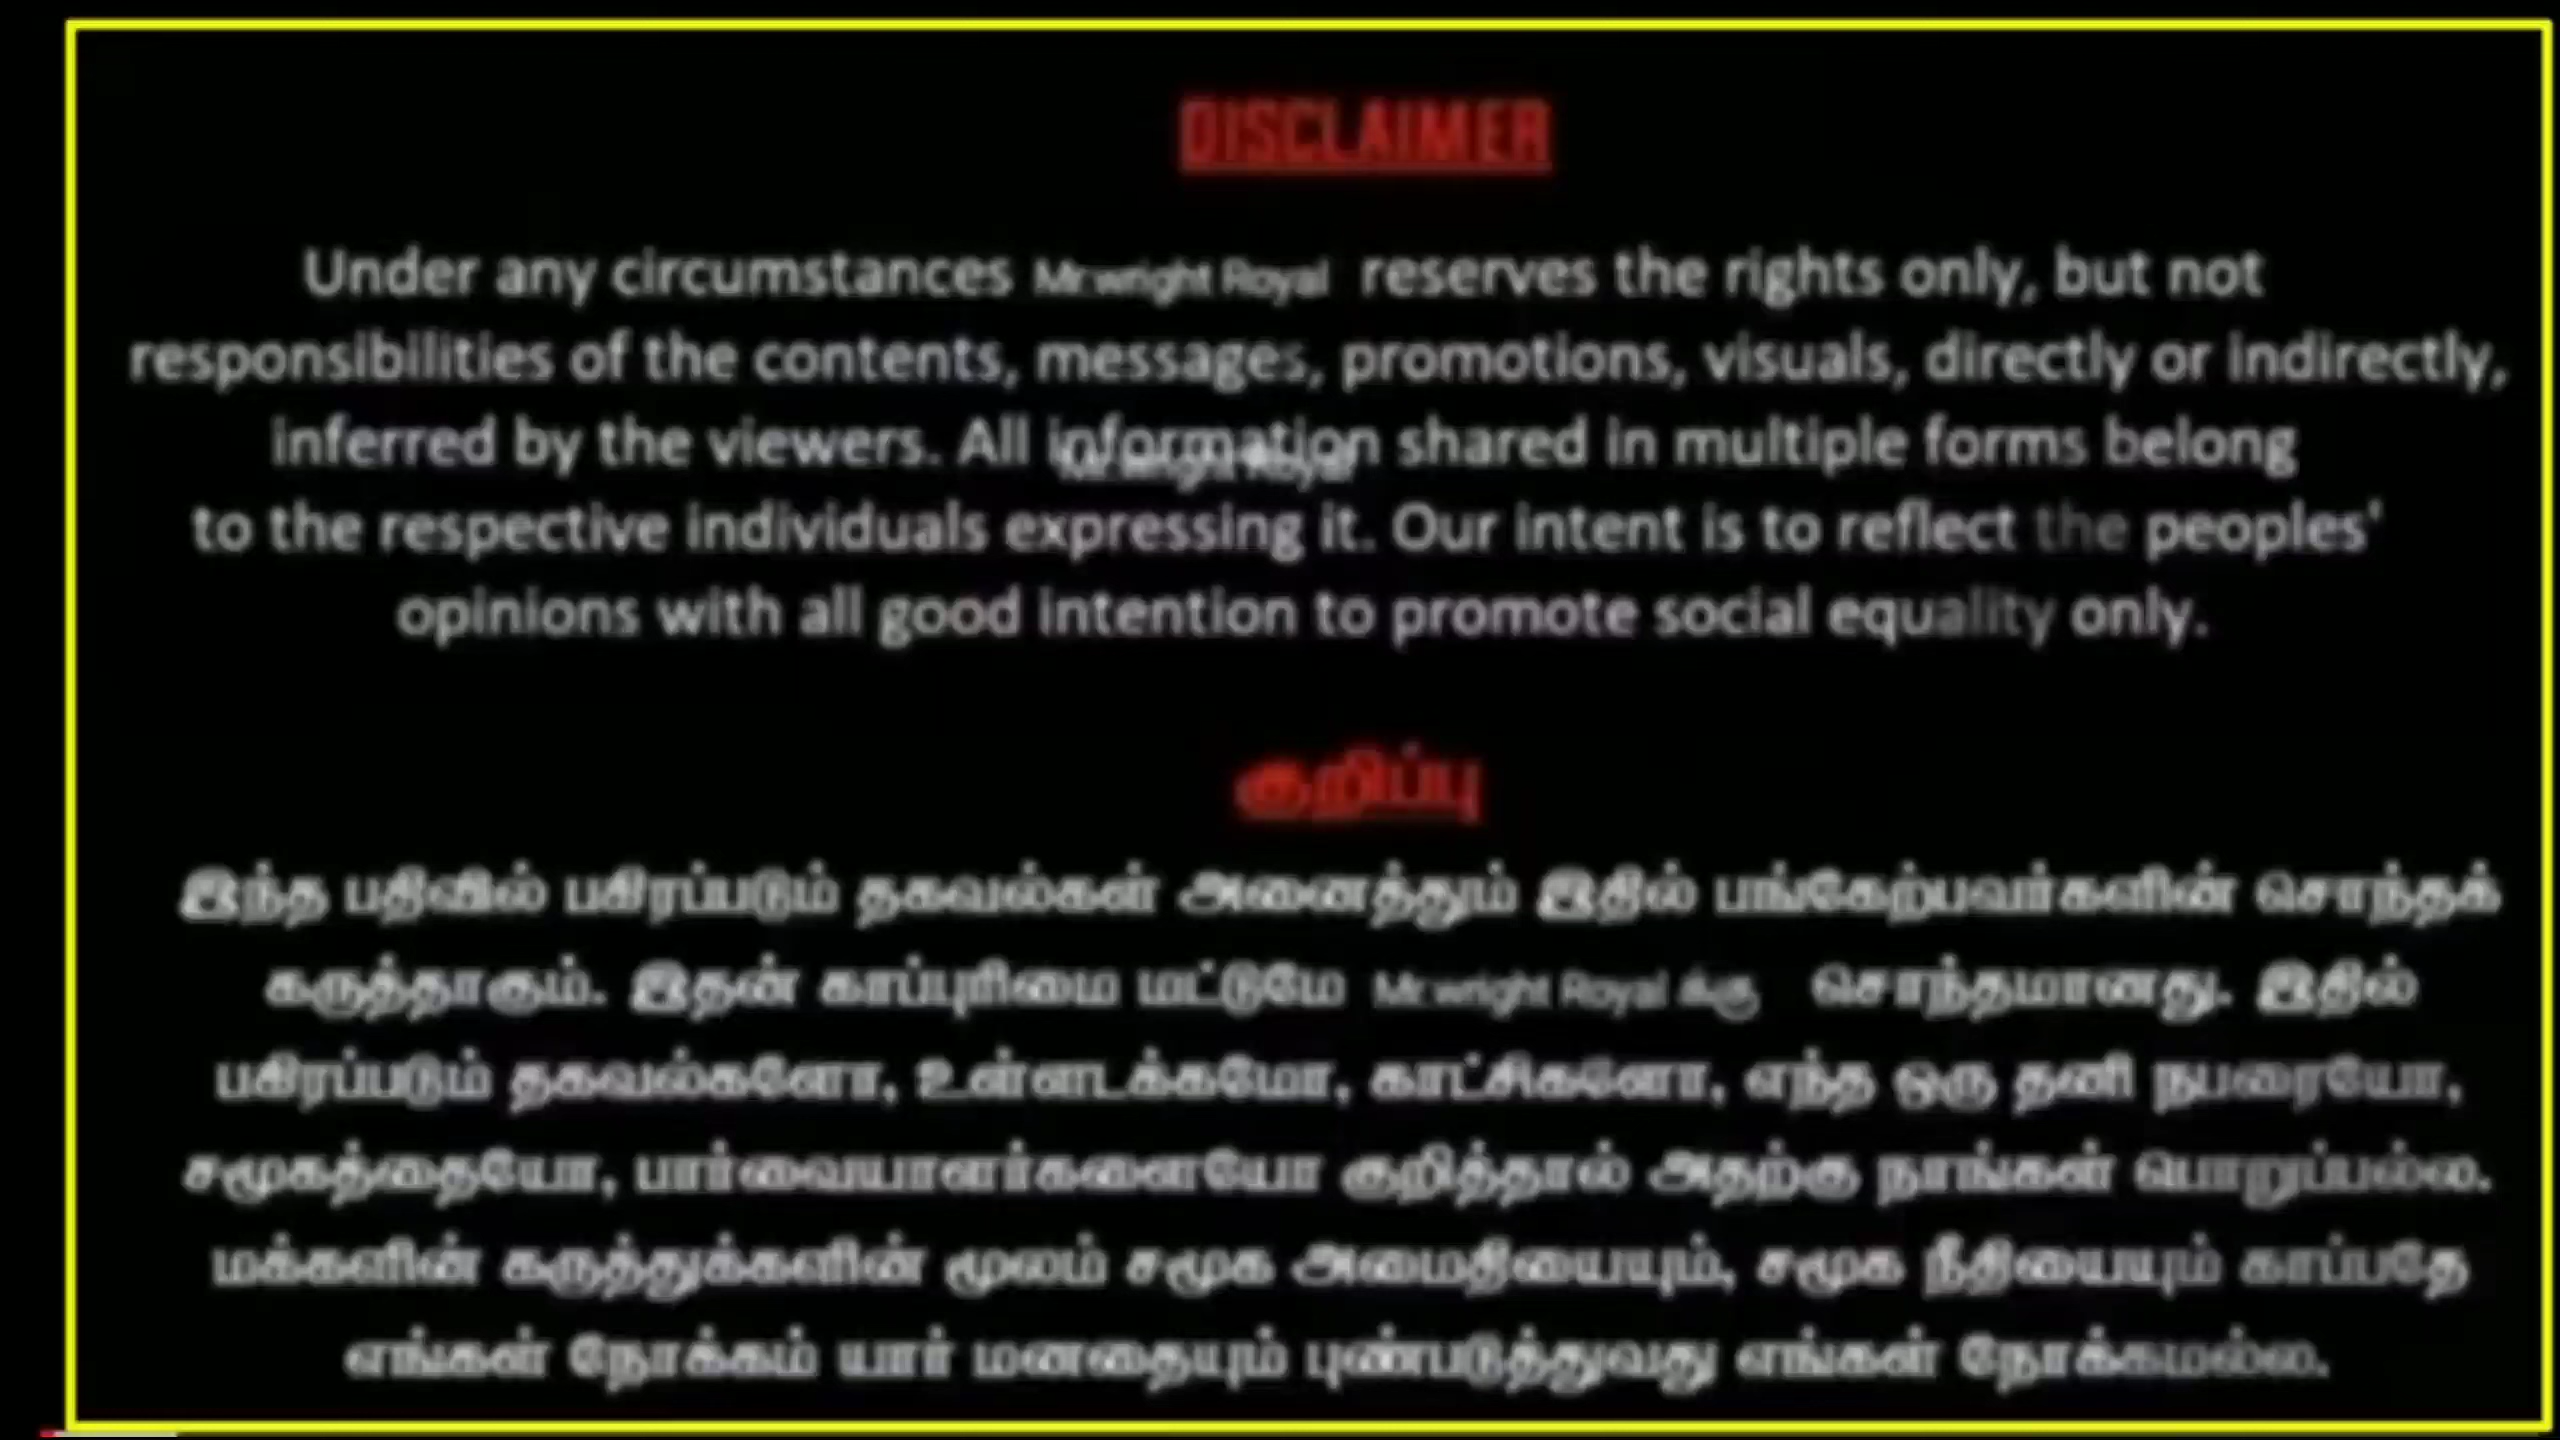 DISCLAIMER
Under any circumstances Mr.wright Royal reserves the rights only, but not
responsibilities of the contents, messages, promotions, visuals, directly or indirectly,
inferred by the viewers. All information shared in multiple forms belong
Mr.wright Royal
to the respective individuals expressing it. Our intent is to reflect the peoples'
opinions with all good intention to promote social equality only.
குறிப்பு
இந்த பதிவில் பகிரப்படும் தகவல்கள் அனைத்தும் இதில் பங்கேற்பவர்களின் சொந்தக்
கருத்தாகும். இதன் காப்புரிமை மட்டுமே Mr.wright Royal க்கு சொந்தமானது. இதில்
பகிரப்படும் தகவல்களோ, உள்ளடக்கமோ, காட்சிகளோ, எந்த ஒரு தனி நபரையோ,
சமூகத்தையோ, பார்வையாளர்களையோ குறித்தால் அதற்கு நாங்கள் பொறுப்பல்ல.
மக்களின் கருத்துக்களின் மூலம் சமூக அமைதியையும், சமூக நீதியையும் காப்பதே
எங்கள் நோக்கம் யார் மனதையும் புண்படுத்துவது எங்கள் நோக்கமல்ல.